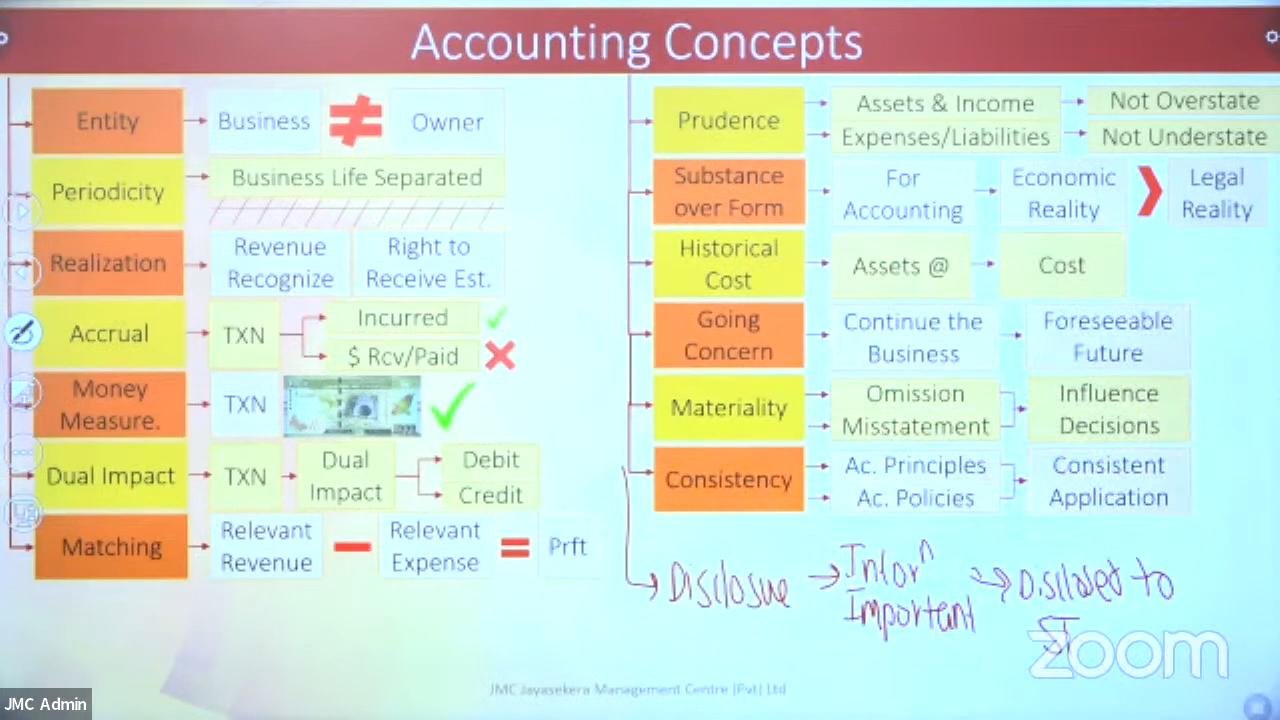 Accounting Concepts
Entity
Business
Owner
Periodicity
Business Life Separated
Realization
Revenue
Recognize
Right to
Receive Est.
Accrual
TXN
Incurred
$ Rcv/Paid
Money
Measure.
TXN
Dual Impact
TXN
Dual
Impact
Debit
Credit
Matching
Relevant
Revenue
Relevant
Expense
Prft
Prudence
Assets & Income
Not Overstate
Expenses/Liabilities
Not Understate
Substance
over Form
For
Accounting
Economic
Reality
Legal
Reality
Historical
Cost
Assets @
Cost
Going
Concern
Continue the
Business
Foreseeable
Future
Materiality
Omission
Misstatement
Influence
Decisions
Consistency
Ac. Principles
Ac. Policies
Consistent
Application
Disclosue
Inforn
Important
to
zoom
JMC Jayasekera Management Centre (Pvt) Ltd
JMC Admin